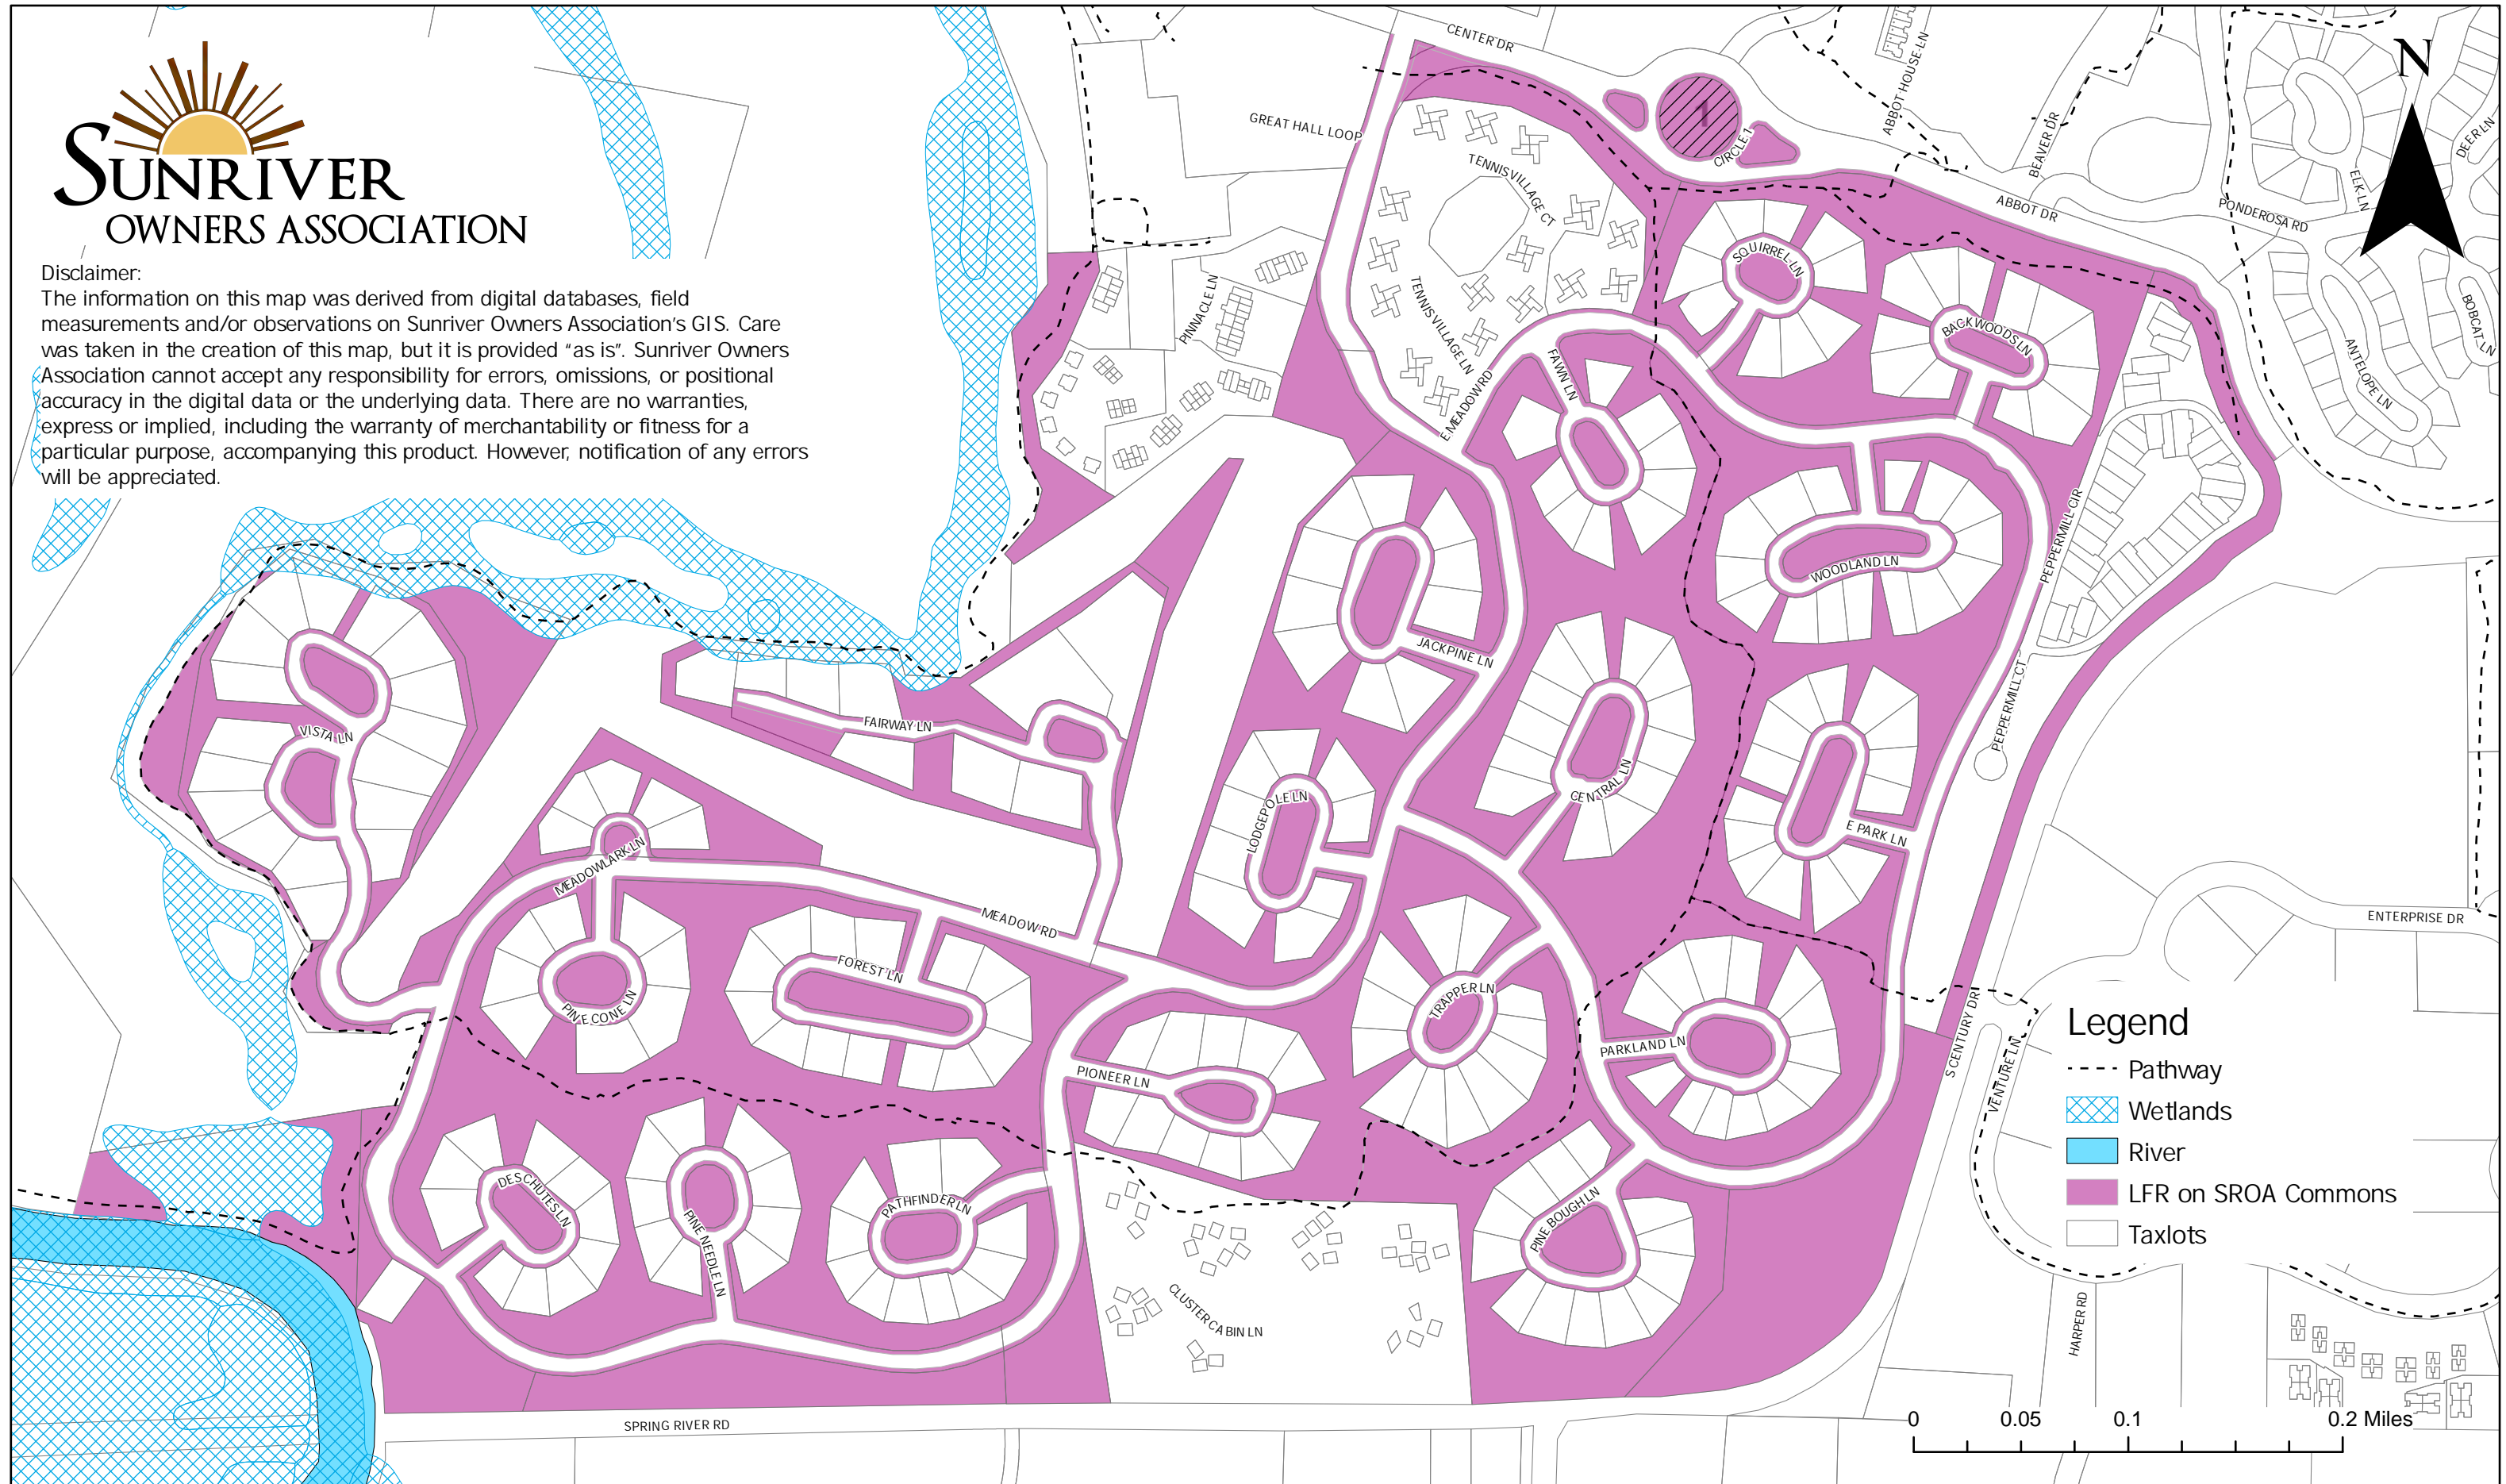 SUNRIVER
OWNERS ASSOCIATION
Disclaimer:
The information on this map was derived from digital databases, field
measurements and/or observations on Sunriver Owners Association's GIS. Care
was taken in the creation of this map, but it is provided "as is". Sunriver Owners
Association cannot accept any responsibility for errors, omissions, or positional
accuracy in the digital data or the underlying data. There are no warranties,
express or implied, including the warranty of merchantability or fitness for a
particular purpose, accompanying this product. However, notification of any errors
will be appreciated.
CENTER DR
GREAT HALL LOOP
1
CIRCLE 1
ABBOT HOUSE LN
BEAVER DR
N
DEER LN
ELK LN
PONDEROSA RD
ABBOT DR
TENNIS VILLAGE CT
TENNIS VILLAGE LN
PINNACLE LN
SQUIRREL LN
BACKWOODS LN
BOBCAT LN
ANTELOPE LN
E MEADOW RD
FAWN LN
WOODLAND LN
PEPPERMILL CIR
PEPPERMILL CT
JACKPINE LN
VISTA LN
FAIRWAY LN
LODGEPOLE LN
CENTRAL LN
E PARK LN
MEADOWLARK LN
MEADOW RD
FOREST LN
PINE CONE LN
TRAPPER LN
PARKLAND LN
PIONEER LN
S CENTURY DR
VENTURE LN
ENTERPRISE DR
DESCHUTES LN
PINE NEEDLE LN
PATHFINDER LN
PINE BOUGH LN
CLUSTER CABIN LN
HARPER RD
SPRING RIVER RD
Legend
Pathway
Wetlands
River
LFR on SROA Commons
Taxlots
0 0.05 0.1 0.2 Miles